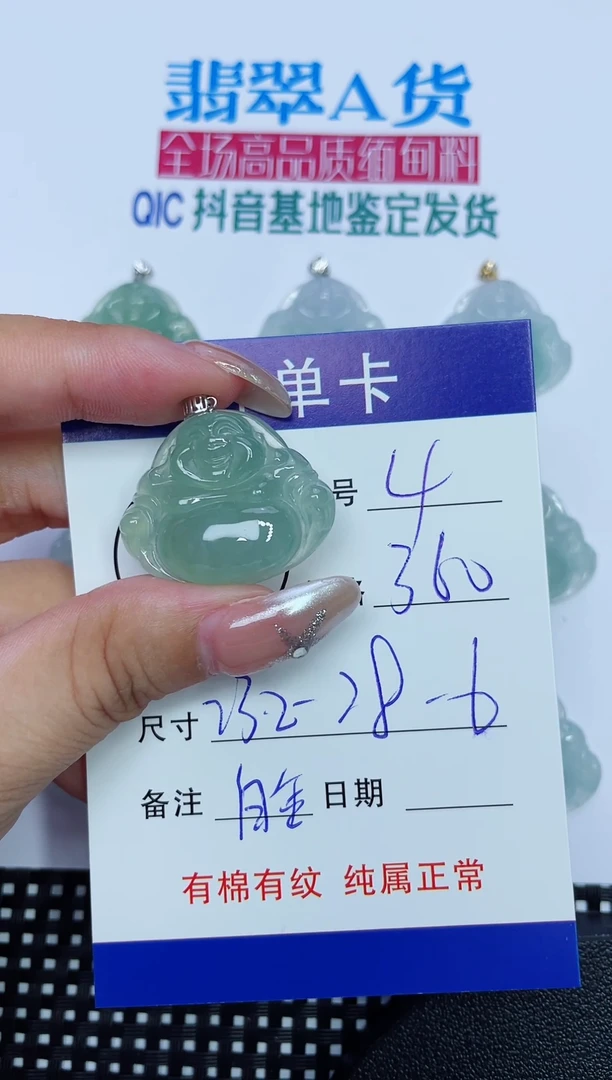 翡翠A货
全场高品质缅甸料
QIC 抖音基地鉴定发货
单卡
号 4
360
尺寸 23.2-28-6
备注 自金 日期
有棉有纹 纯属正常